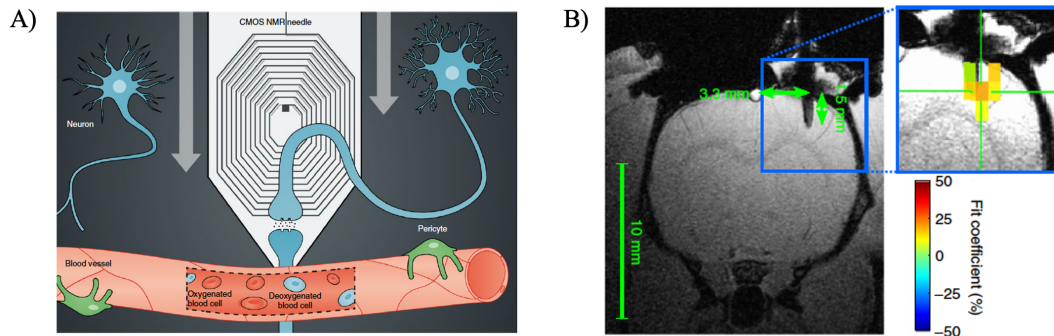 A)
CMOS NMR needle
Neuron
Pericyte
Blood vessel
Oxygenated
blood cell
Deoxygenated
blood cell
B)
3.3 mm
5 mm
10 mm
50
25
0
−25
−50
Fit coefficient (%)